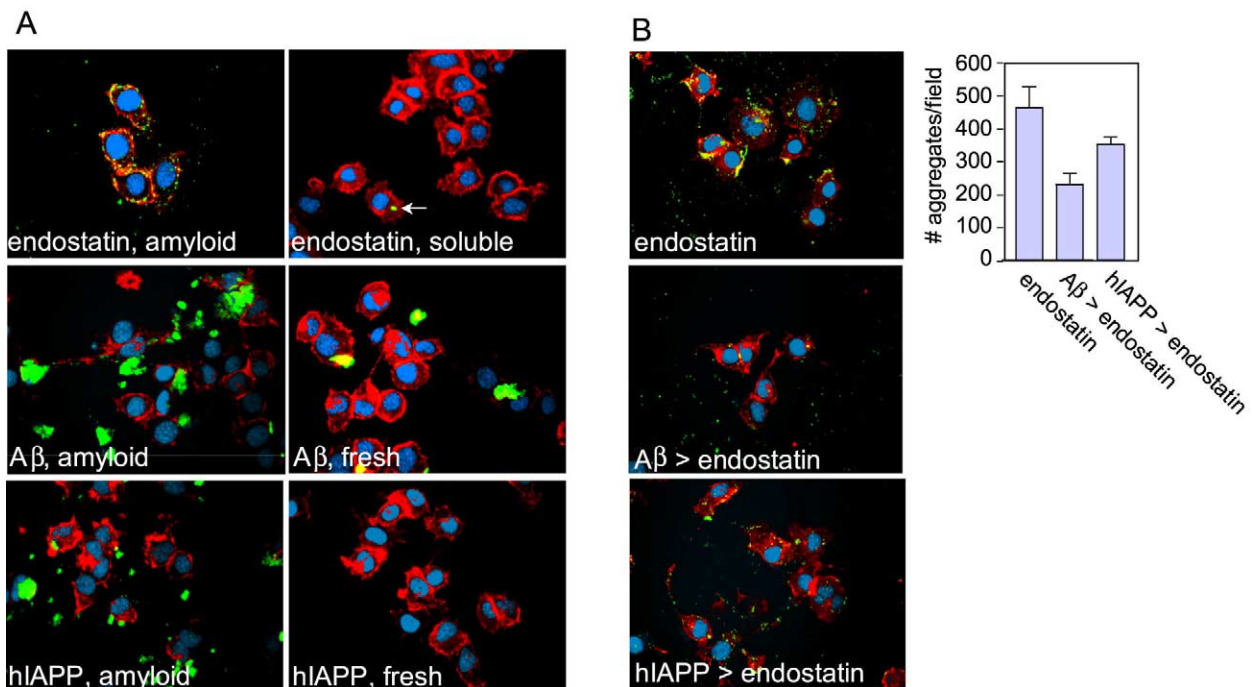 A
endostatin, amyloid
endostatin, soluble
Aβ, amyloid
Aβ, fresh
hIAPP, amyloid
hIAPP, fresh
B
endostatin
Aβ > endostatin
hIAPP > endostatin
# aggregates/field
600
500
400
300
200
100
0
endostatin
Aβ > endostatin
hIAPP > endostatin